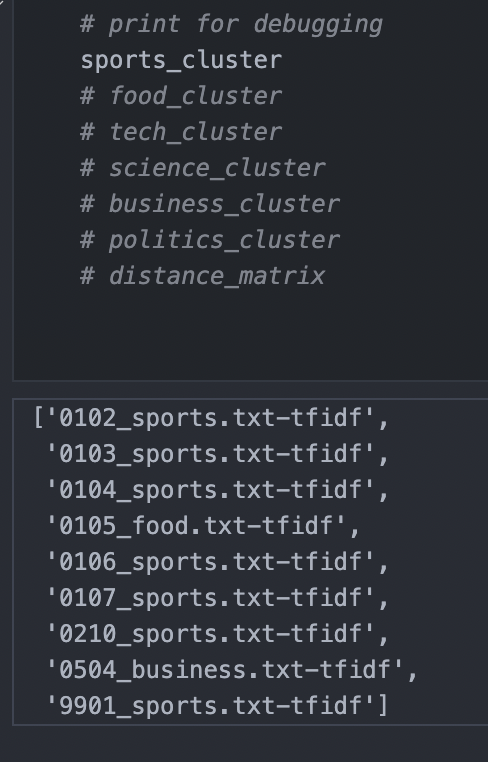 # print for debugging
sports_cluster
# food_cluster
# tech_cluster
# science_cluster
# business_cluster
# politics_cluster
# distance_matrix
['0102_sports.txt-tfidf',
'0103_sports.txt-tfidf',
'0104_sports.txt-tfidf',
'0105_food.txt-tfidf',
'0106_sports.txt-tfidf',
'0107_sports.txt-tfidf',
'0210_sports.txt-tfidf',
'0504_business.txt-tfidf',
'9901_sports.txt-tfidf']